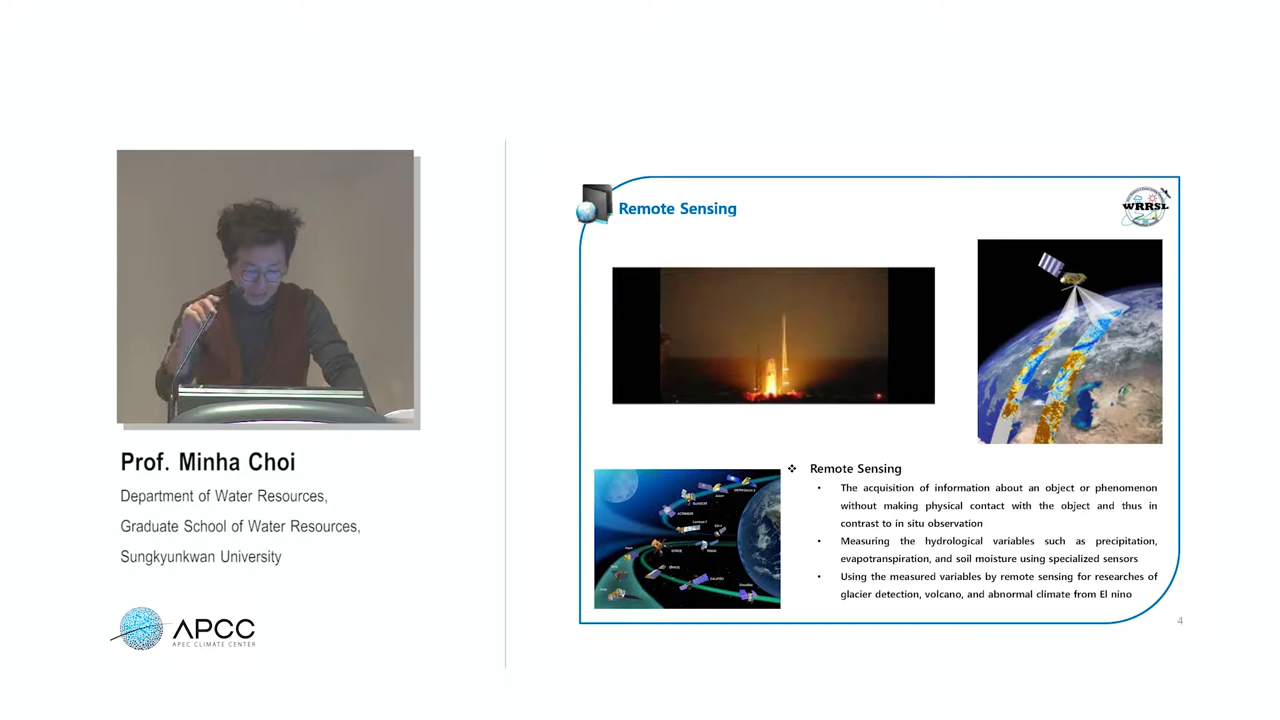 Prof. Minha Choi
Department of Water Resources,
Graduate School of Water Resources,
Sungkyunkwan University
APCC
APEC CLIMATE CENTER
Remote Sensing
WRRSL
❖ Remote Sensing
• The acquisition of information about an object or phenomenon
without making physical contact with the object and thus in
contrast to in situ observation
• Measuring the hydrological variables such as precipitation,
evapotranspiration, and soil moisture using specialized sensors
• Using the measured variables by remote sensing for researches of
glacier detection, volcano, and abnormal climate from El nino
4